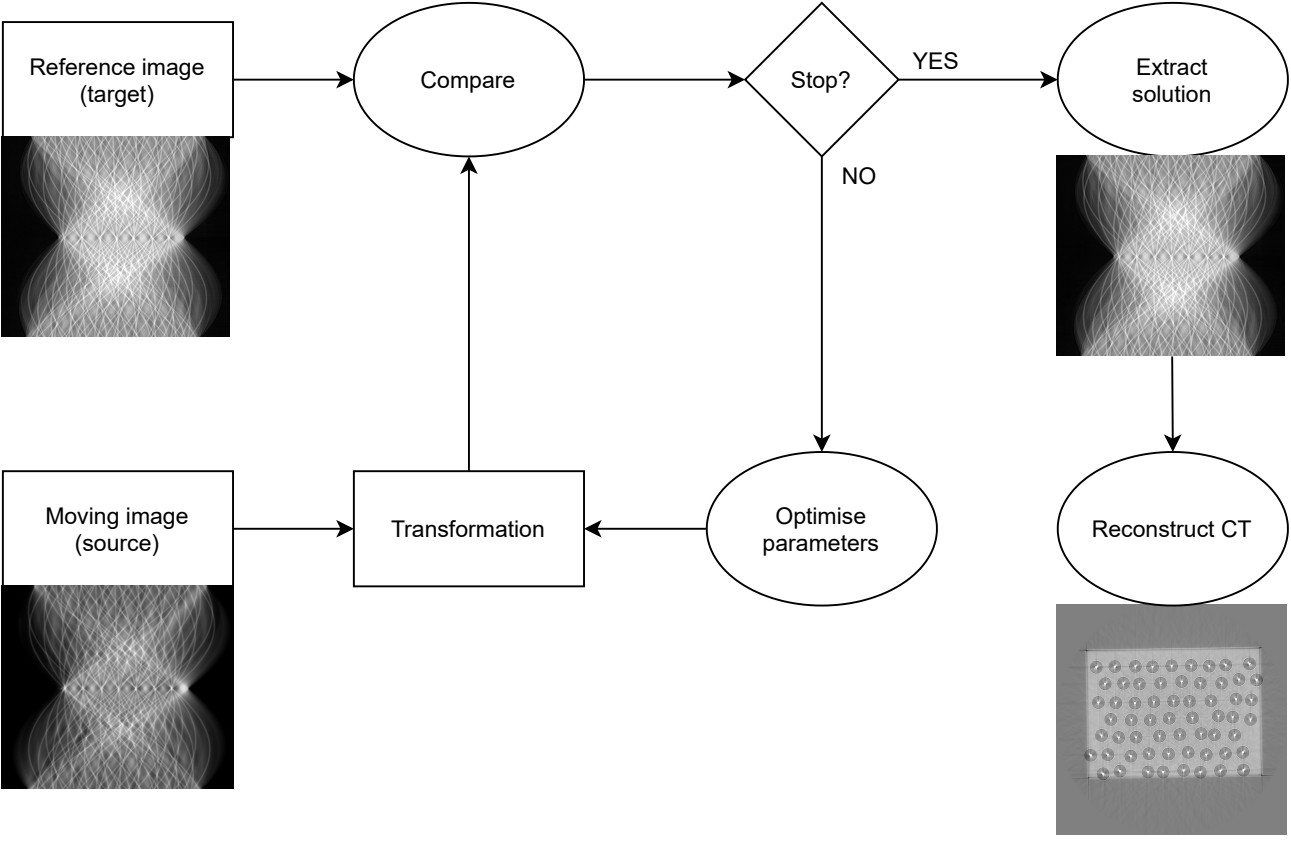 Reference image
(target)
Compare
Stop?
YES
Extract
solution
NO
Moving image
(source)
Transformation
Optimise
parameters
Reconstruct CT